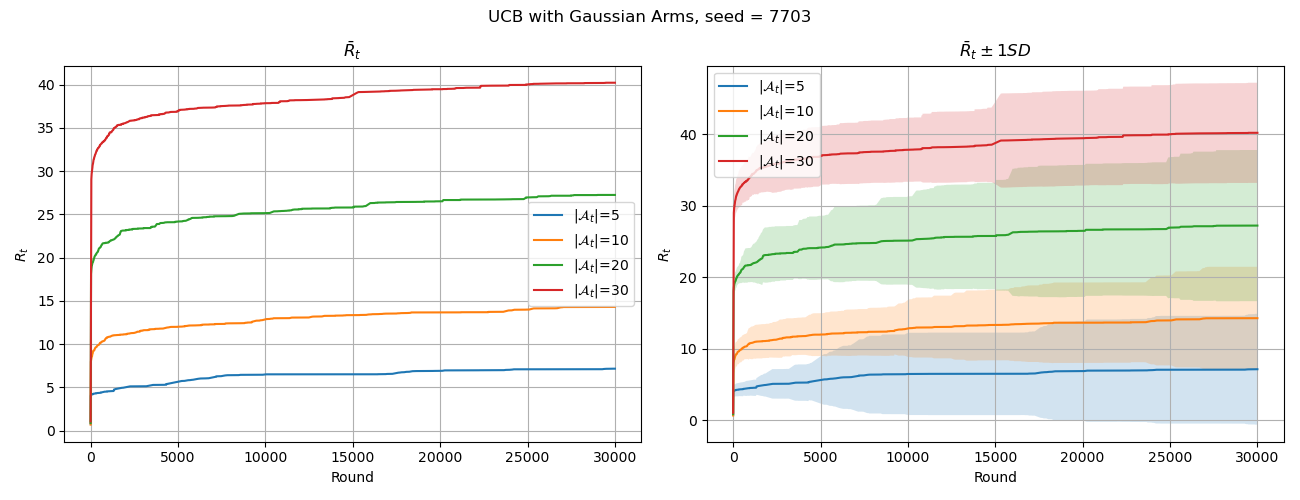 UCB with Gaussian Arms, seed = 7703
R̄ₜ
Rₜ
40
35
30
25
20
15
10
5
0
|𝒜ₜ|=5
|𝒜ₜ|=10
|𝒜ₜ|=20
|𝒜ₜ|=30
0 5000 10000 15000 20000 25000 30000
Round
R̄ₜ ± 1SD
Rₜ
40
30
20
10
0
|𝒜ₜ|=5
|𝒜ₜ|=10
|𝒜ₜ|=20
|𝒜ₜ|=30
0 5000 10000 15000 20000 25000 30000
Round